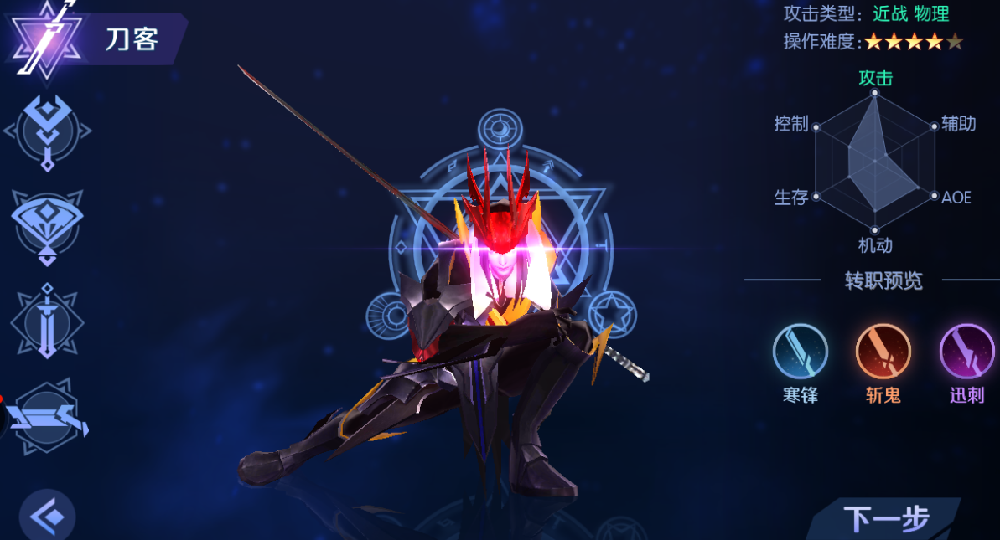 刀客
攻击类型: 近战 物理
操作难度:
攻击
控制
辅助
生存
AOE
机动
转职预览
寒锋 斩鬼 迅刺
下一步